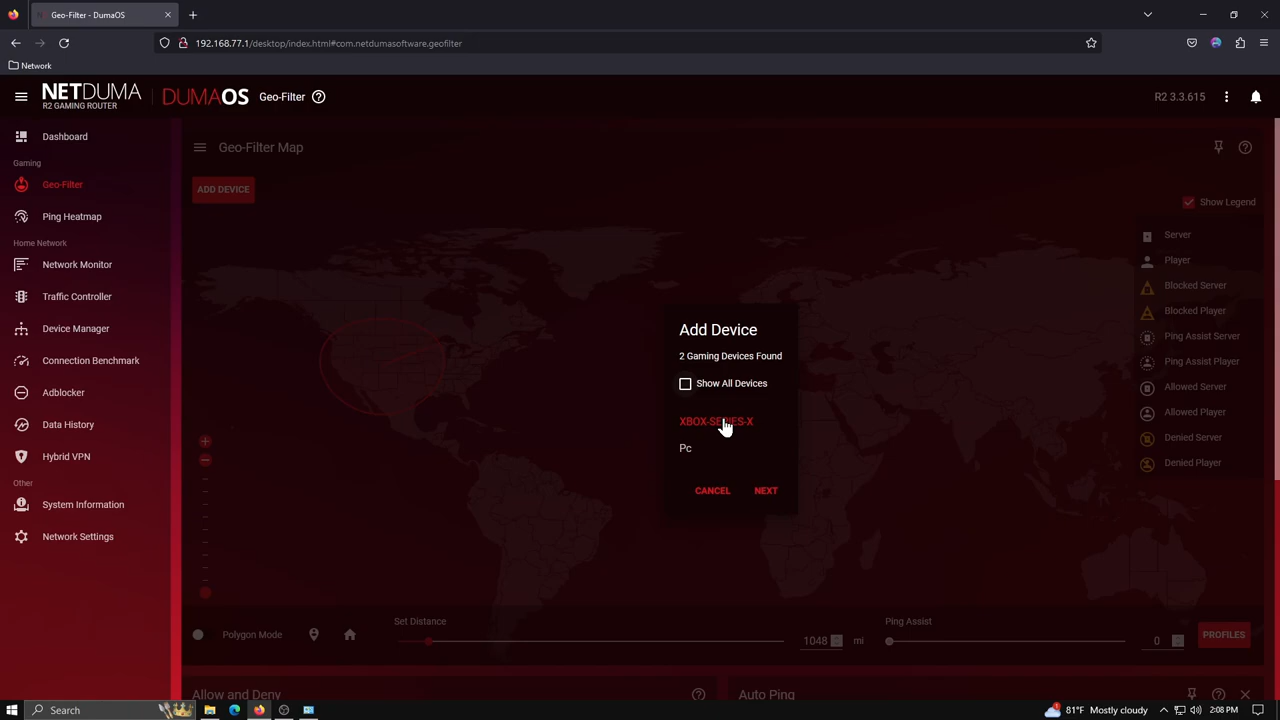 Geo-Filter - DumaOS
192.168.77.1/desktop/index.html#com.netdumasoftware.geofilter
Network
NETDUMA
R2 GAMING ROUTER
DUMAOS
Geo-Filter
R2 3.3.615
Dashboard
Gaming
Geo-Filter
Ping Heatmap
Home Network
Network Monitor
Traffic Controller
Device Manager
Connection Benchmark
Adblocker
Data History
Hybrid VPN
Other
System Information
Network Settings
Geo-Filter Map
ADD DEVICE
Show Legend
Server
Player
Blocked Server
Blocked Player
Ping Assist Server
Ping Assist Player
Allowed Server
Allowed Player
Denied Server
Denied Player
Add Device
2 Gaming Devices Found
Show All Devices
XBOX-SERIES-X
Pc
CANCEL NEXT
Polygon Mode
Set Distance
1048 mi
Ping Assist
0
PROFILES
Allow and Deny
Auto Ping
Search
81°F Mostly cloudy
2:08 PM